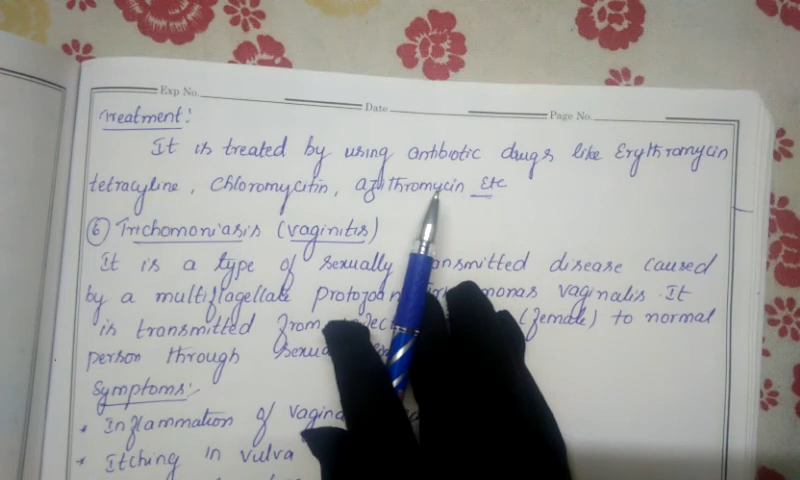 Exp No.
Date
Page No.
Treatment:
It is treated by using antibiotic drugs like Erythromycin
tetracyline, chloromycitin, azithromycin Etc
6 Trichomoniasis (vaginitis)
It is a type of sexually disease caused
by a multiflagellate protozoan vaginalis. It
is transmitted from (female) to normal
person through
Symptoms:-
* Inflammation of vagina
* Itching in vulva